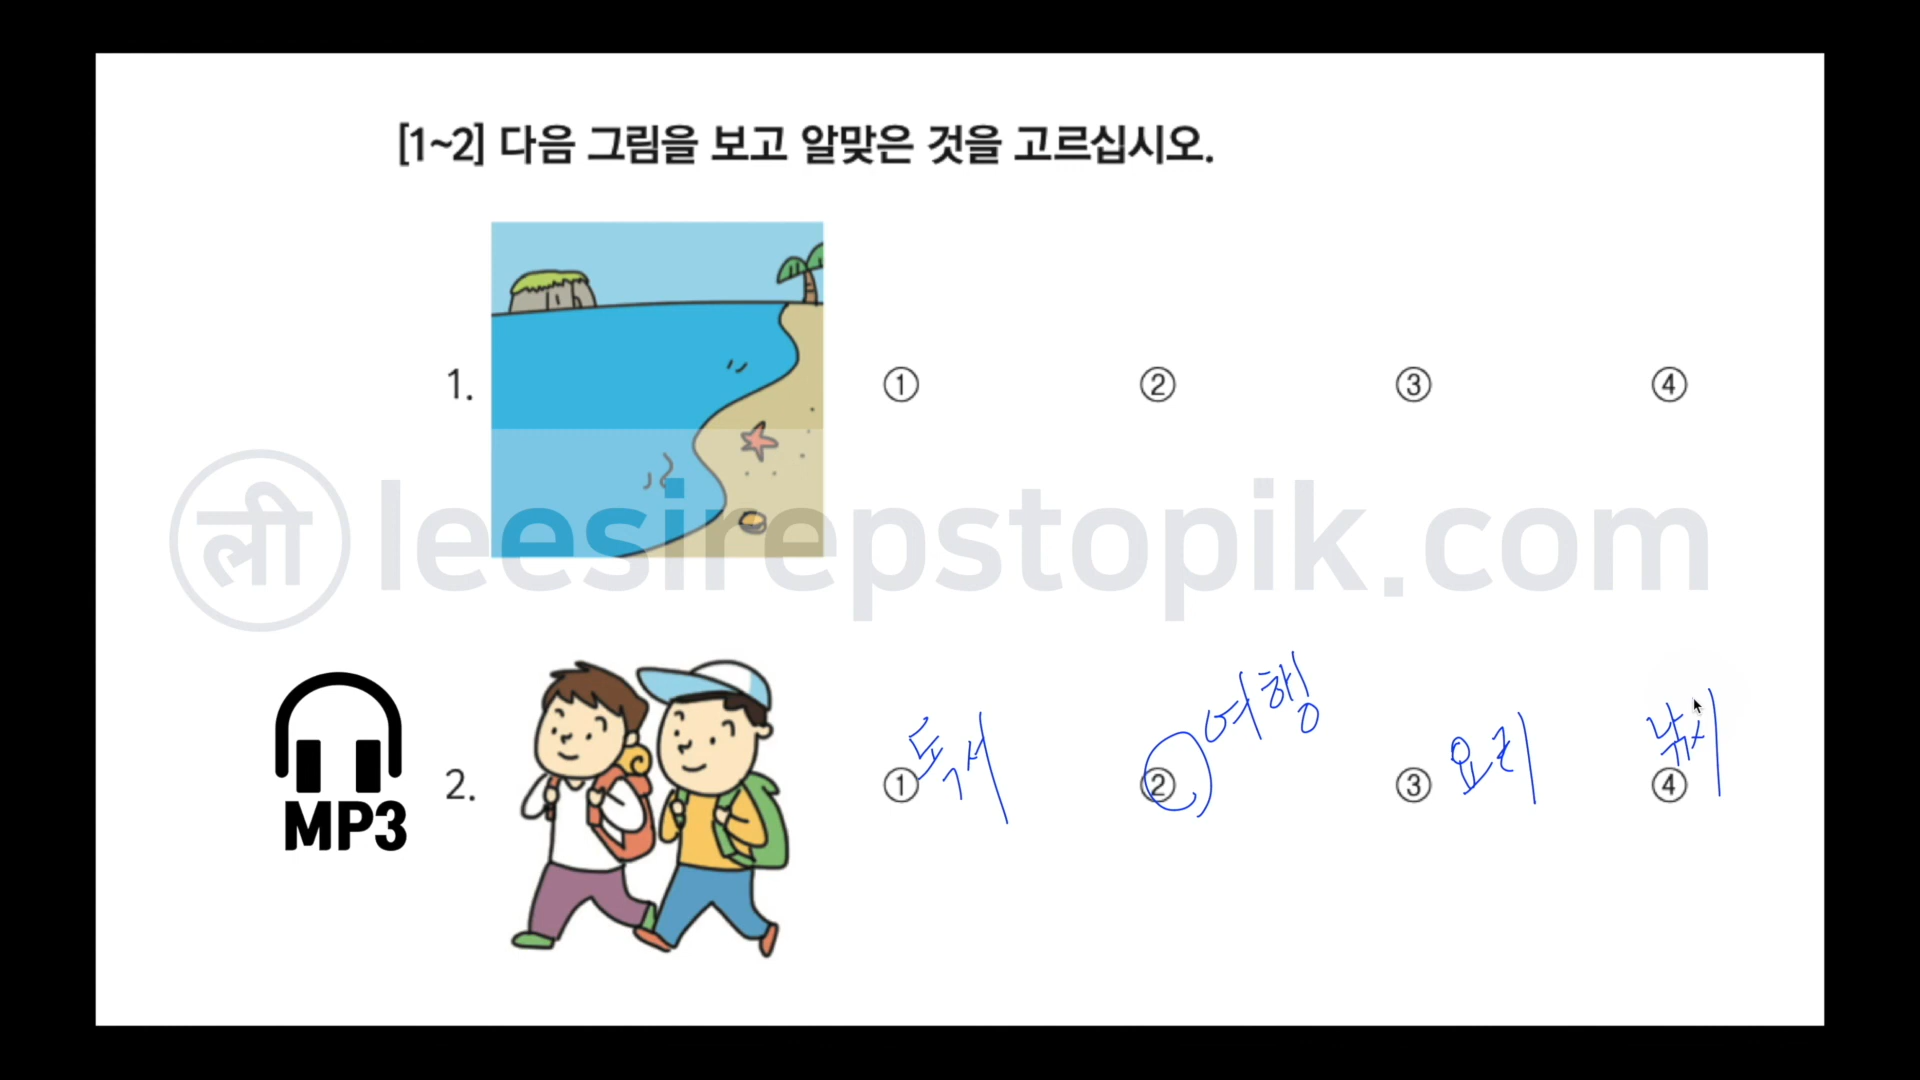 [1~2] 다음 그림을 보고 알맞은 것을 고르십시오.
1. ① ② ③ ④
ली leesirepstopik.com
MP3
2. ① 독서 ② 여행 ③ 요리 ④ 낚시